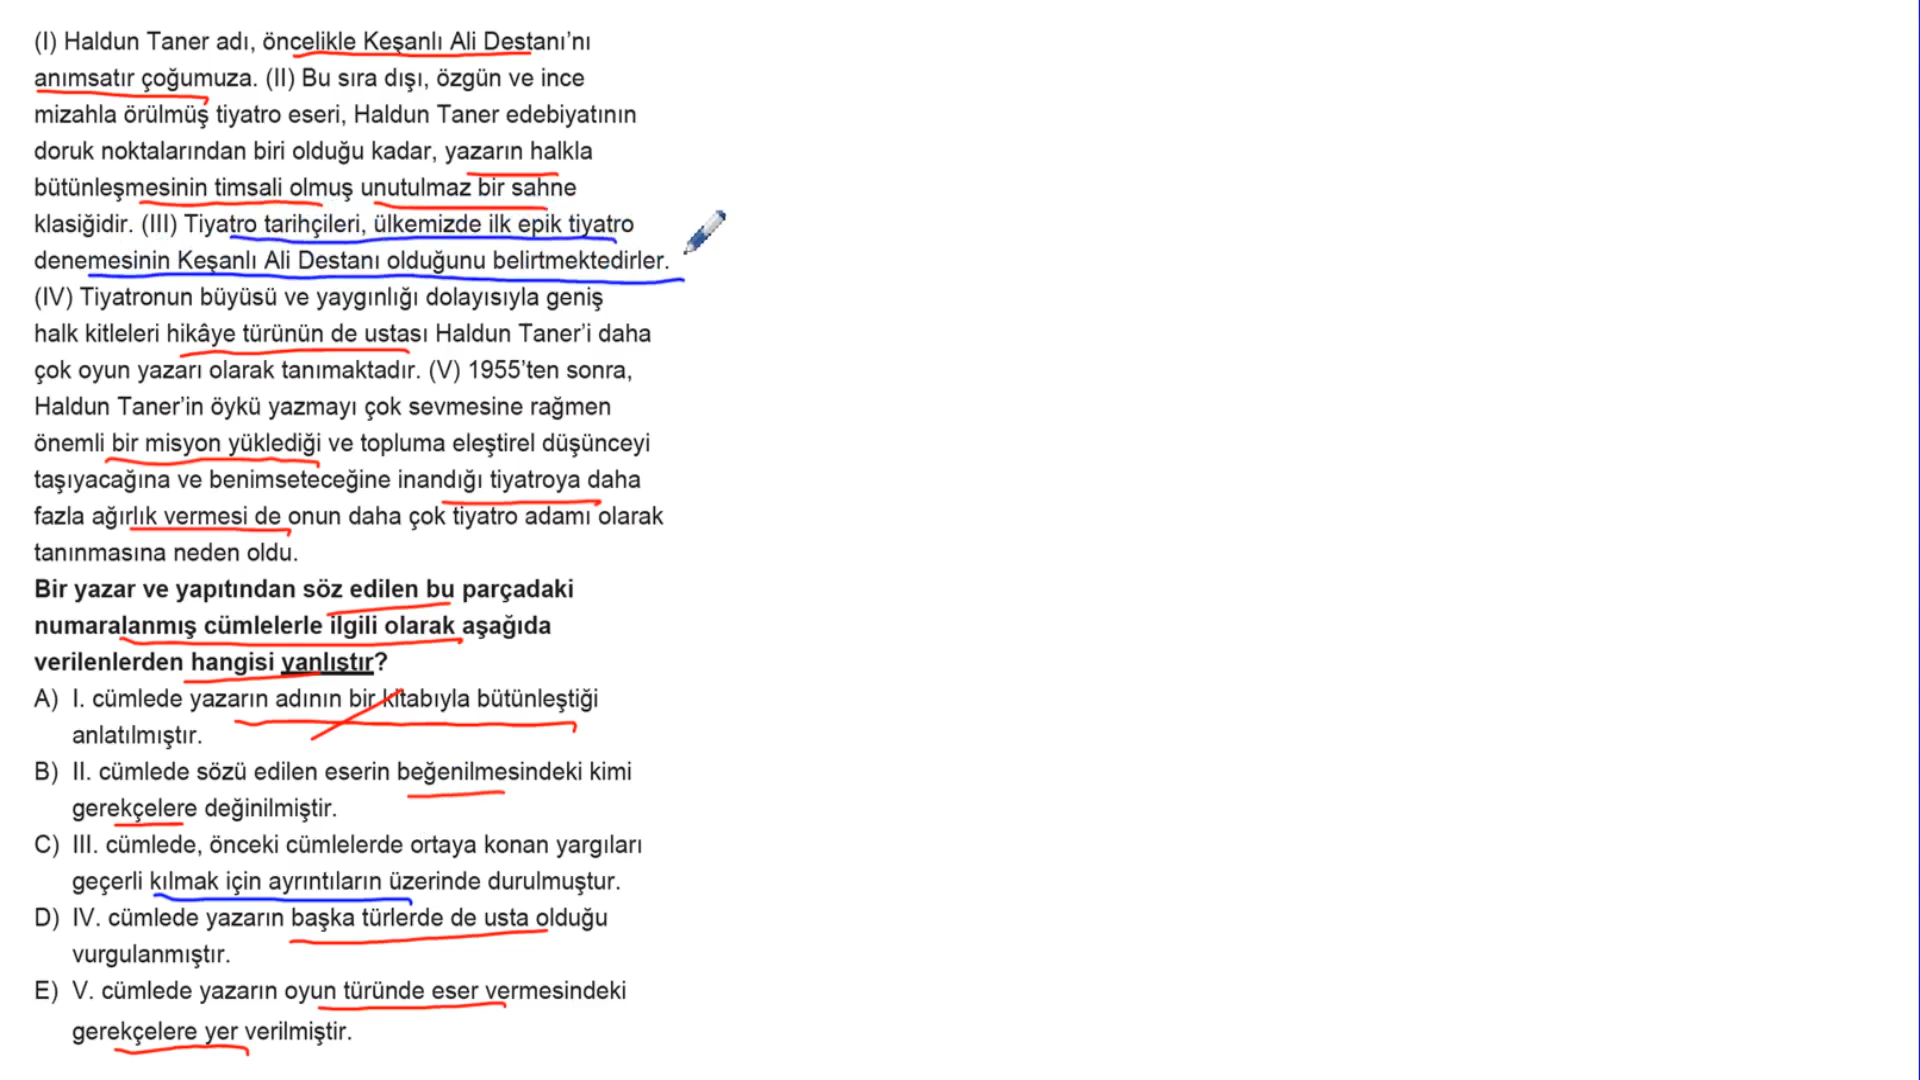 (I) Haldun Taner adı, öncelikle Keşanlı Ali Destanı’nı
anımsatır çoğumuza. (II) Bu sıra dışı, özgün ve ince
mizahla örülmüş tiyatro eseri, Haldun Taner edebiyatının
doruk noktalarından biri olduğu kadar, yazarın halkla
bütünleşmesinin timsali olmuş unutulmaz bir sahne
klasiğidir. (III) Tiyatro tarihçileri, ülkemizde ilk epik tiyatro
denemesinin Keşanlı Ali Destanı olduğunu belirtmektedirler.
(IV) Tiyatronun büyüsü ve yaygınlığı dolayısıyla geniş
halk kitleleri hikâye türünün de ustası Haldun Taner’i daha
çok oyun yazarı olarak tanımaktadır. (V) 1955’ten sonra,
Haldun Taner’in öykü yazmayı çok sevmesine rağmen
önemli bir misyon yüklediği ve topluma eleştirel düşünceyi
taşıyacağına ve benimseteceğine inandığı tiyatroya daha
fazla ağırlık vermesi de onun daha çok tiyatro adamı olarak
tanınmasına neden oldu.
Bir yazar ve yapıtından söz edilen bu parçadaki
numaralanmış cümlelerle ilgili olarak aşağıda
verilenlerden hangisi yanlıştır?
A) I. cümlede yazarın adının bir kitabıyla bütünleştiği
anlatılmıştır.
B) II. cümlede sözü edilen eserin beğenilmesindeki kimi
gerekçelere değinilmiştir.
C) III. cümlede, önceki cümlelerde ortaya konan yargıları
geçerli kılmak için ayrıntıların üzerinde durulmuştur.
D) IV. cümlede yazarın başka türlerde de usta olduğu
vurgulanmıştır.
E) V. cümlede yazarın oyun türünde eser vermesindeki
gerekçelere yer verilmiştir.